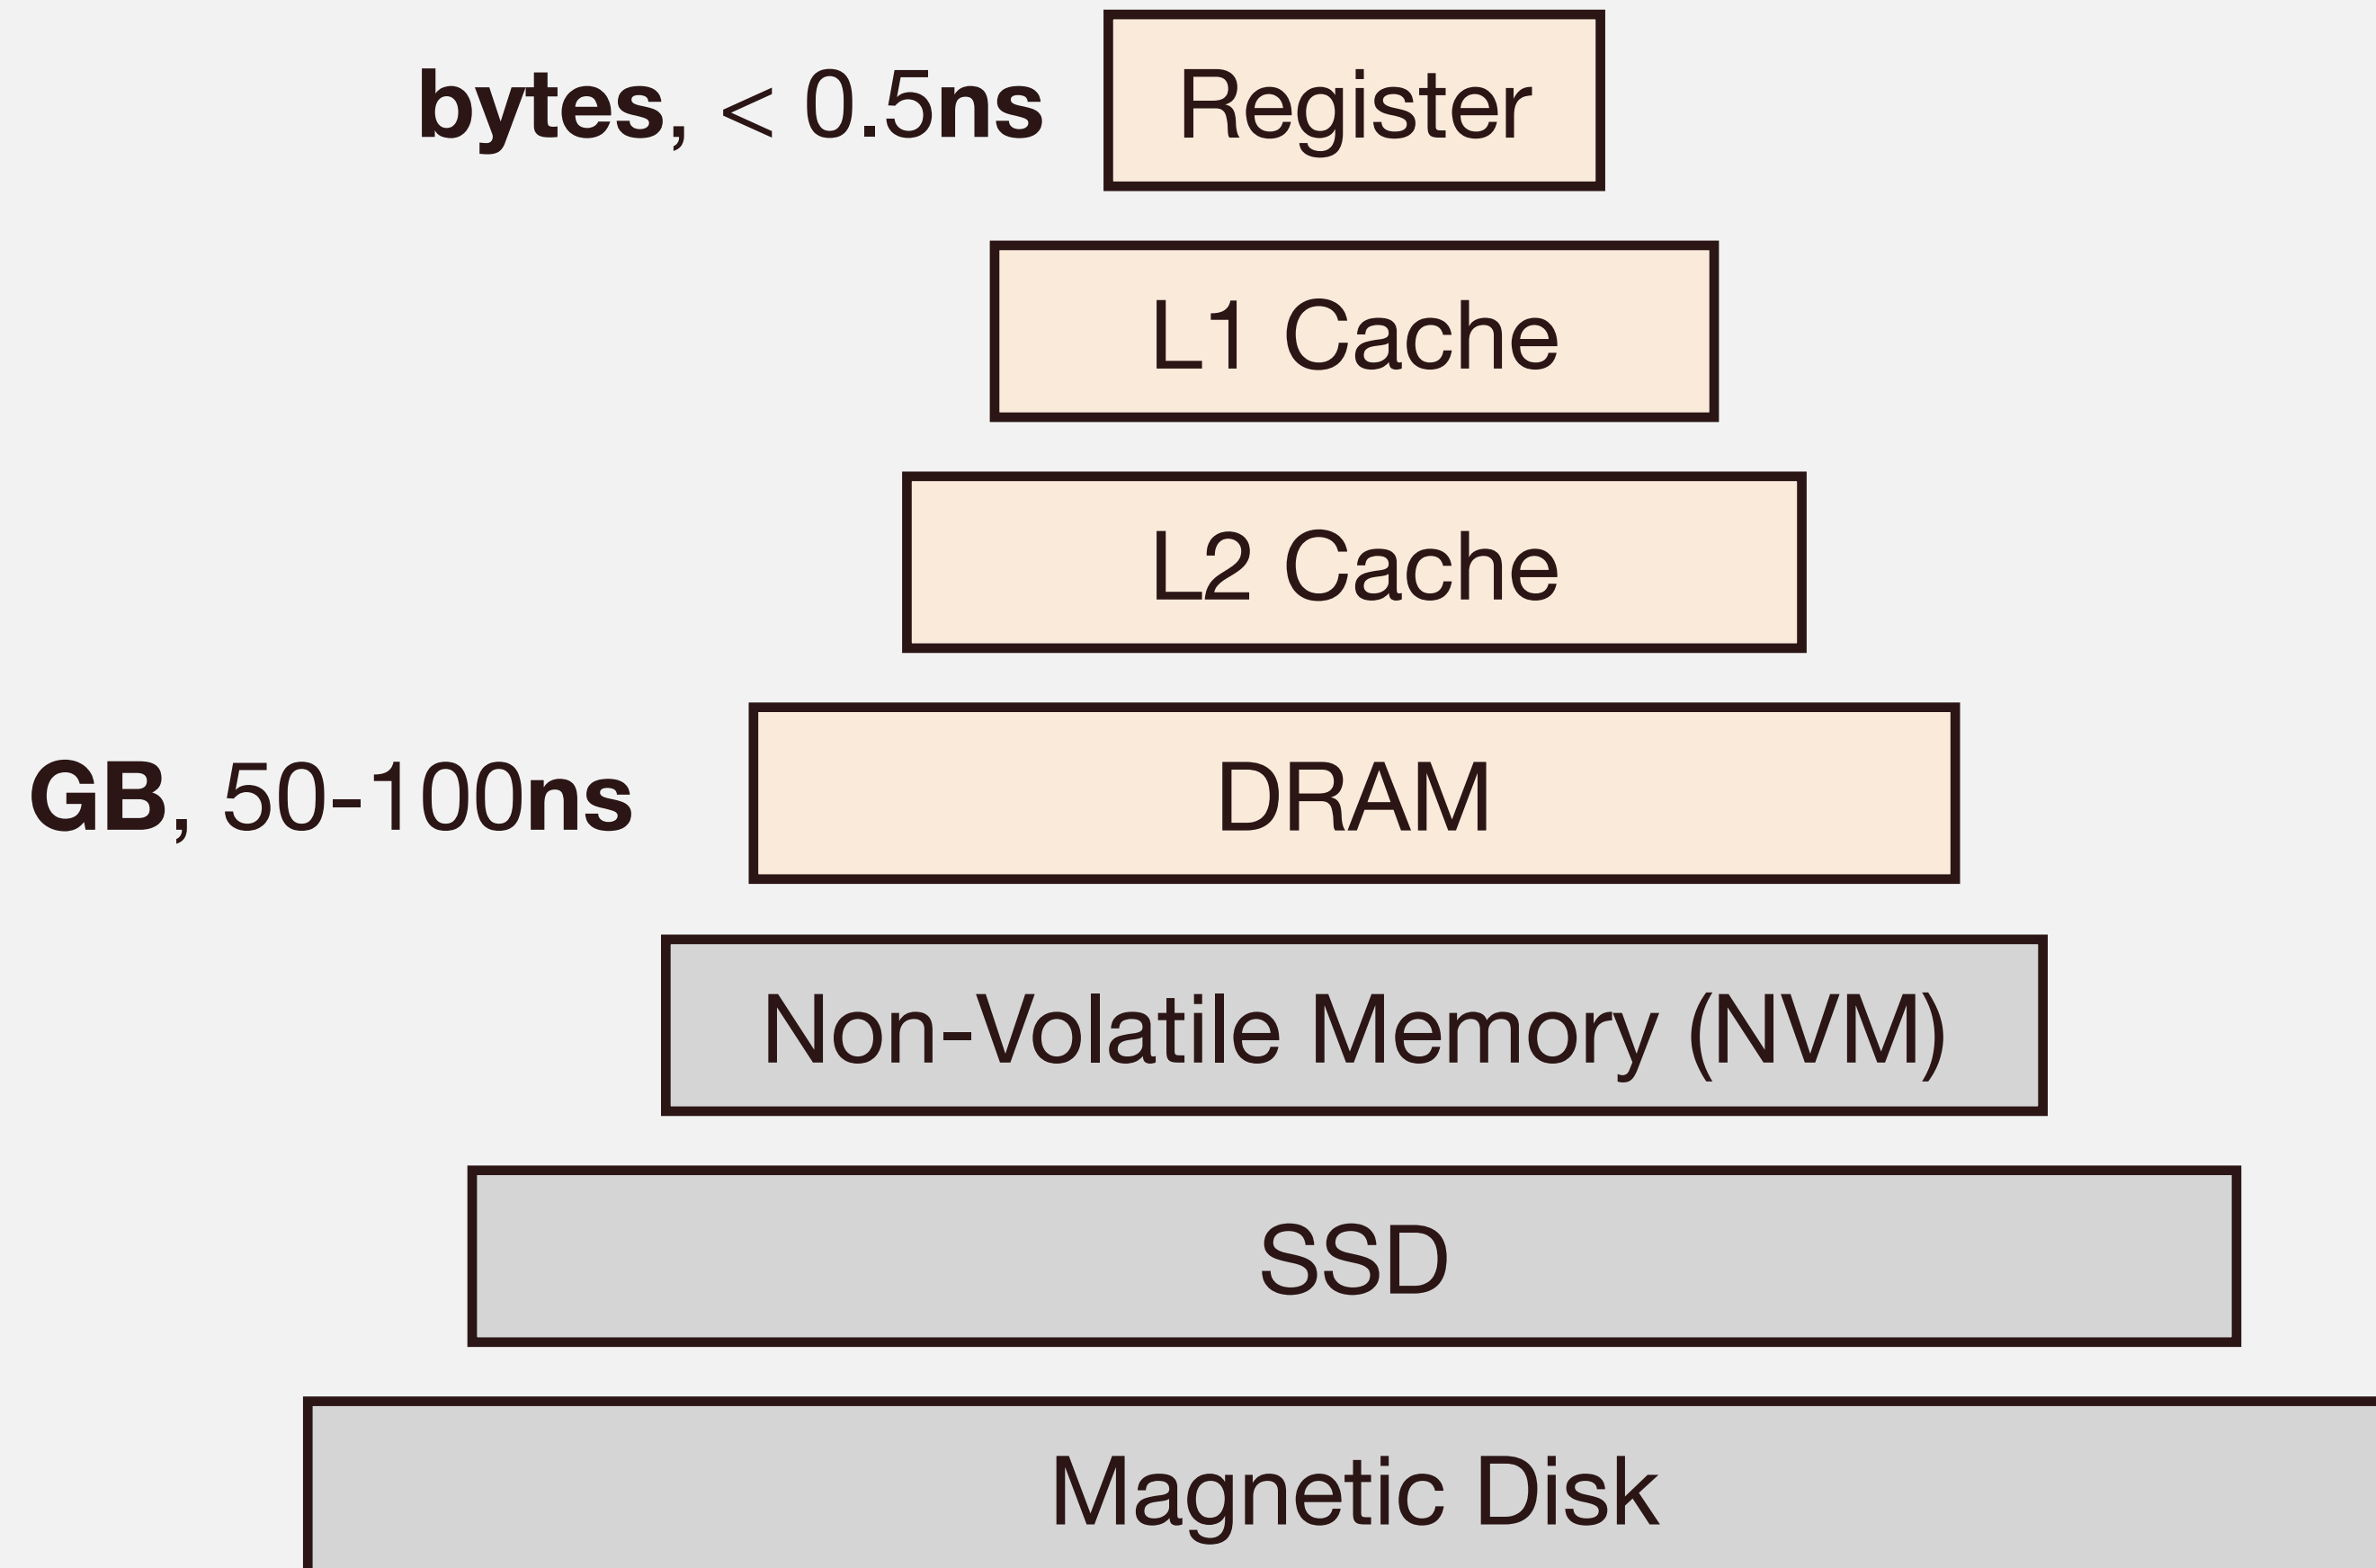 bytes, < 0.5ns
Register
L1 Cache
L2 Cache
GB, 50-100ns
DRAM
Non-Volatile Memory (NVM)
SSD
Magnetic Disk